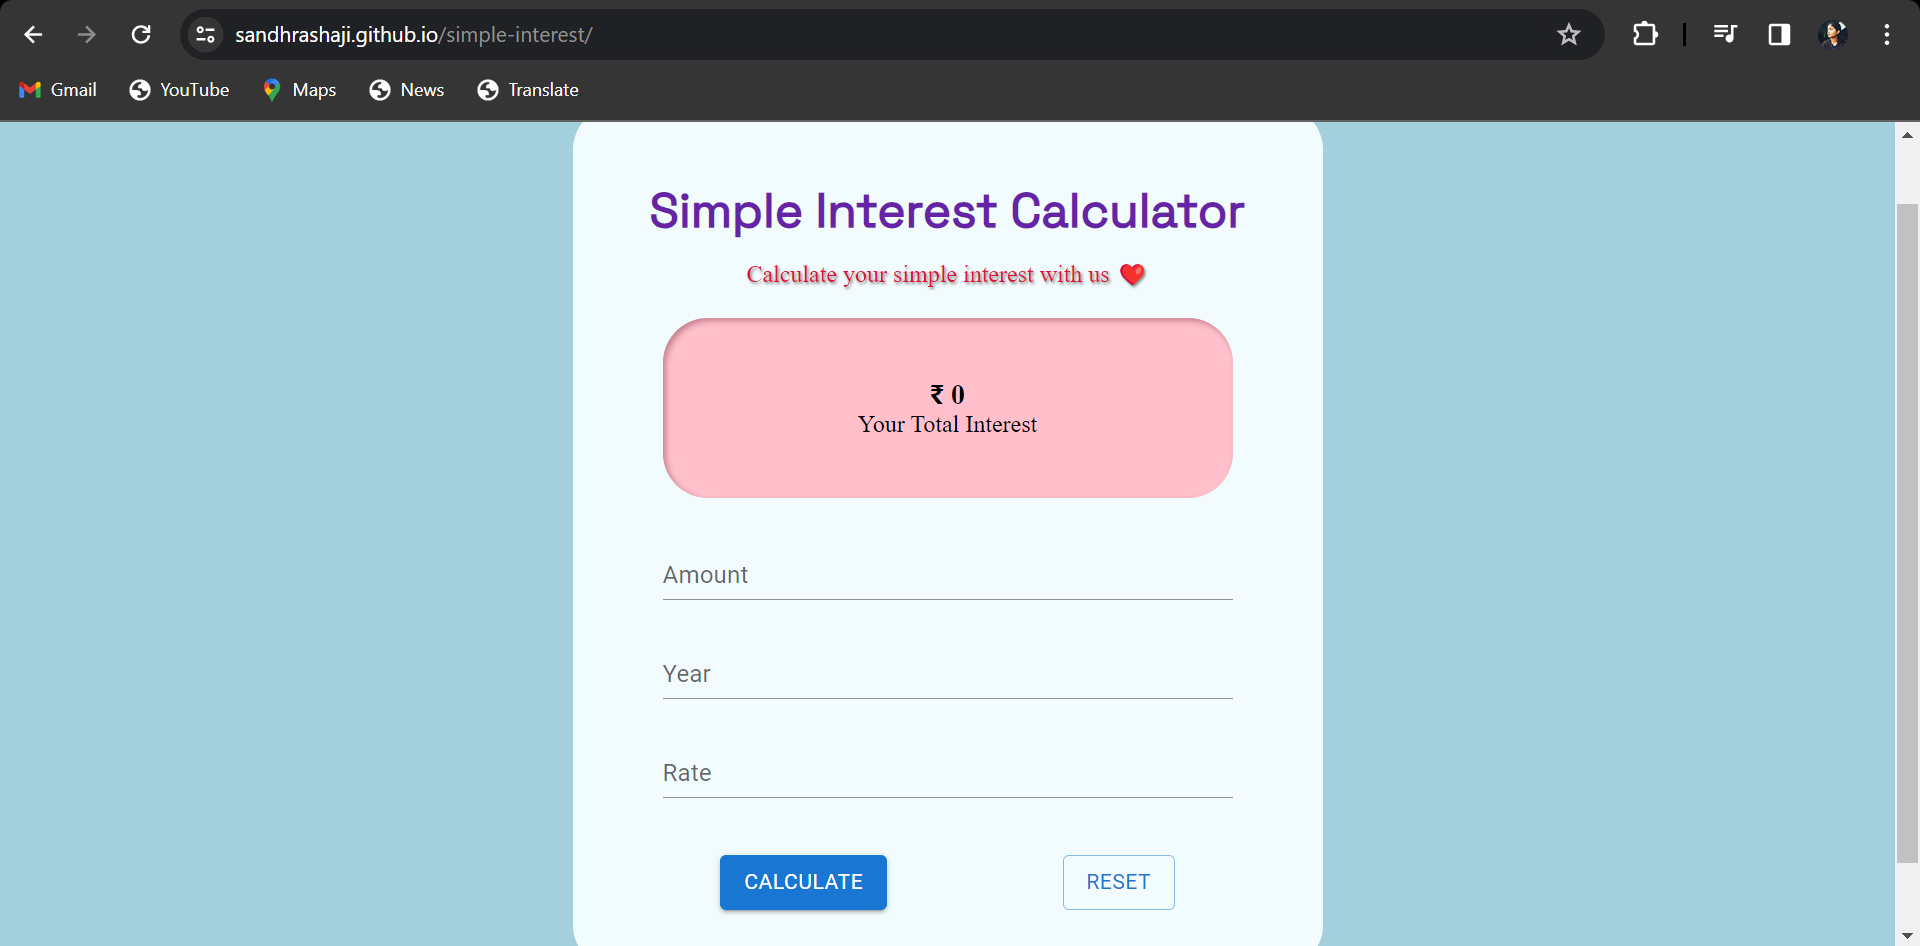 sandhrashaji.github.io/simple-interest/
Gmail YouTube Maps News Translate
Simple Interest Calculator
Calculate your simple interest with us ❤️
₹ 0
Your Total Interest
Amount
Year
Rate
CALCULATE RESET